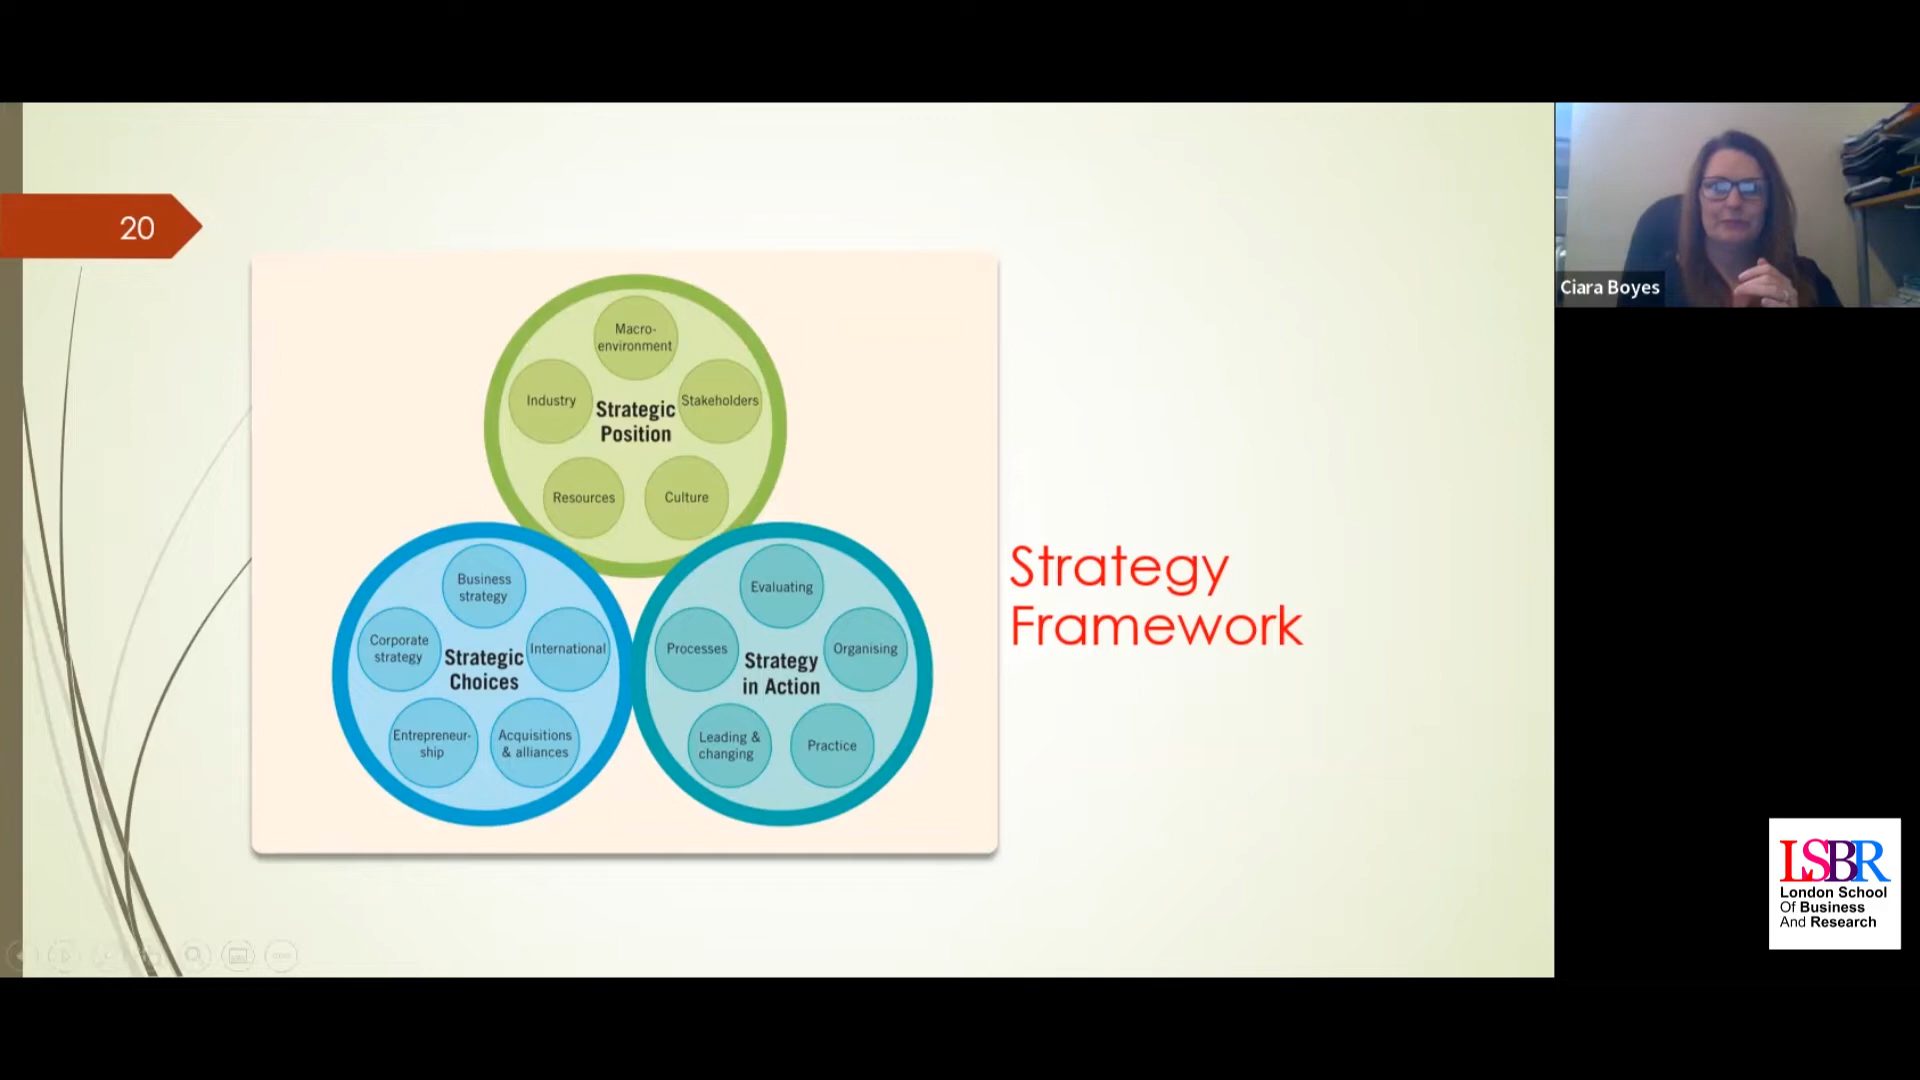 20
Macro-
environment
Industry
Stakeholders
Strategic
Position
Resources
Culture
Business
strategy
Corporate
strategy
International
Strategic
Choices
Entrepreneur-
ship
Acquisitions
& alliances
Evaluating
Processes
Organising
Strategy
in Action
Leading &
changing
Practice
Strategy
Framework
Ciara Boyes
LSBR
London School
Of Business
And Research